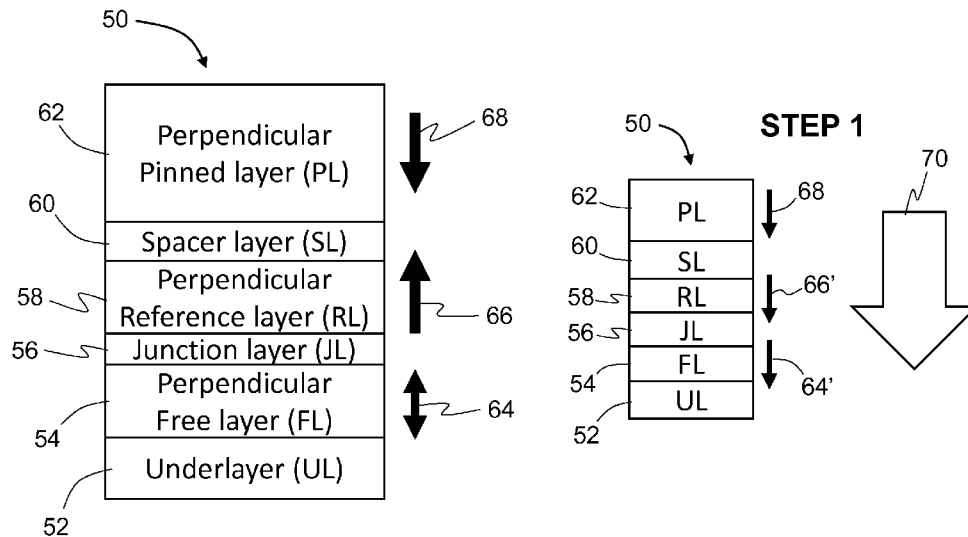 50
62
Perpendicular
Pinned layer (PL)
68
60
Spacer layer (SL)
58
Perpendicular
Reference layer (RL)
66
56
Junction layer (JL)
54
Perpendicular
Free layer (FL)
64
Underlayer (UL)
52
STEP 1
50
70
62
PL
68
60
SL
58
RL
66’
56
JL
54
FL
64’
52
UL